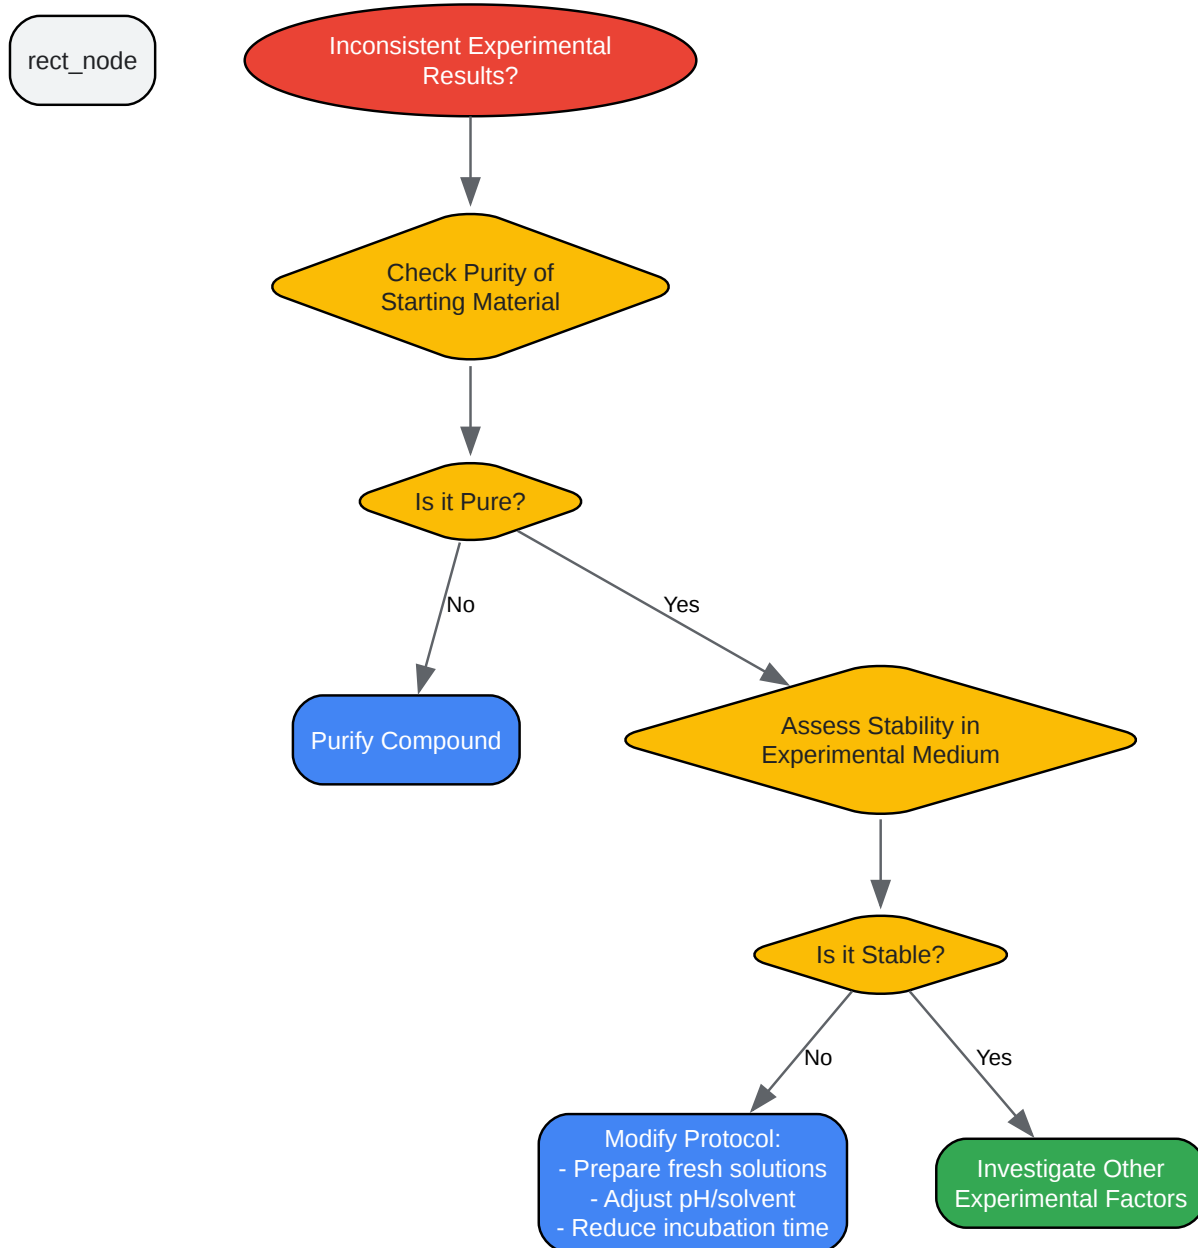 rect_node
Inconsistent Experimental
Results?
Check Purity of
Starting Material
Is it Pure?
No
Yes
Purify Compound
Assess Stability in
Experimental Medium
Is it Stable?
No
Yes
Modify Protocol:
- Prepare fresh solutions
- Adjust pH/solvent
- Reduce incubation time
Investigate Other
Experimental Factors